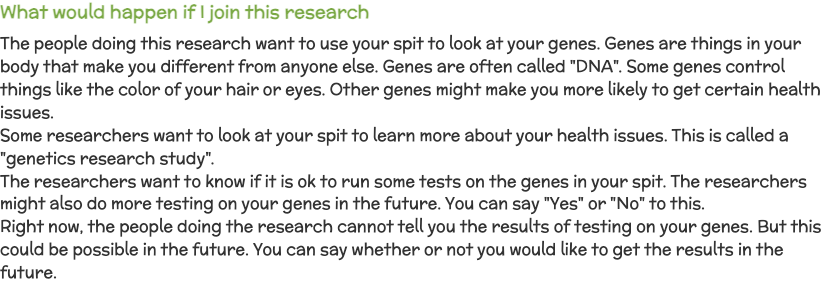 What would happen if I join this research
The people doing this research want to use your spit to look at your genes. Genes are things in your
body that make you different from anyone else. Genes are often called "DNA". Some genes control
things like the color of your hair or eyes. Other genes might make you more likely to get certain health
issues.
Some researchers want to look at your spit to learn more about your health issues. This is called a
"genetics research study".
The researchers want to know if it is ok to run some tests on the genes in your spit. The researchers
might also do more testing on your genes in the future. You can say "Yes" or "No" to this.
Right now, the people doing the research cannot tell you the results of testing on your genes. But this
could be possible in the future. You can say whether or not you would like to get the results in the
future.